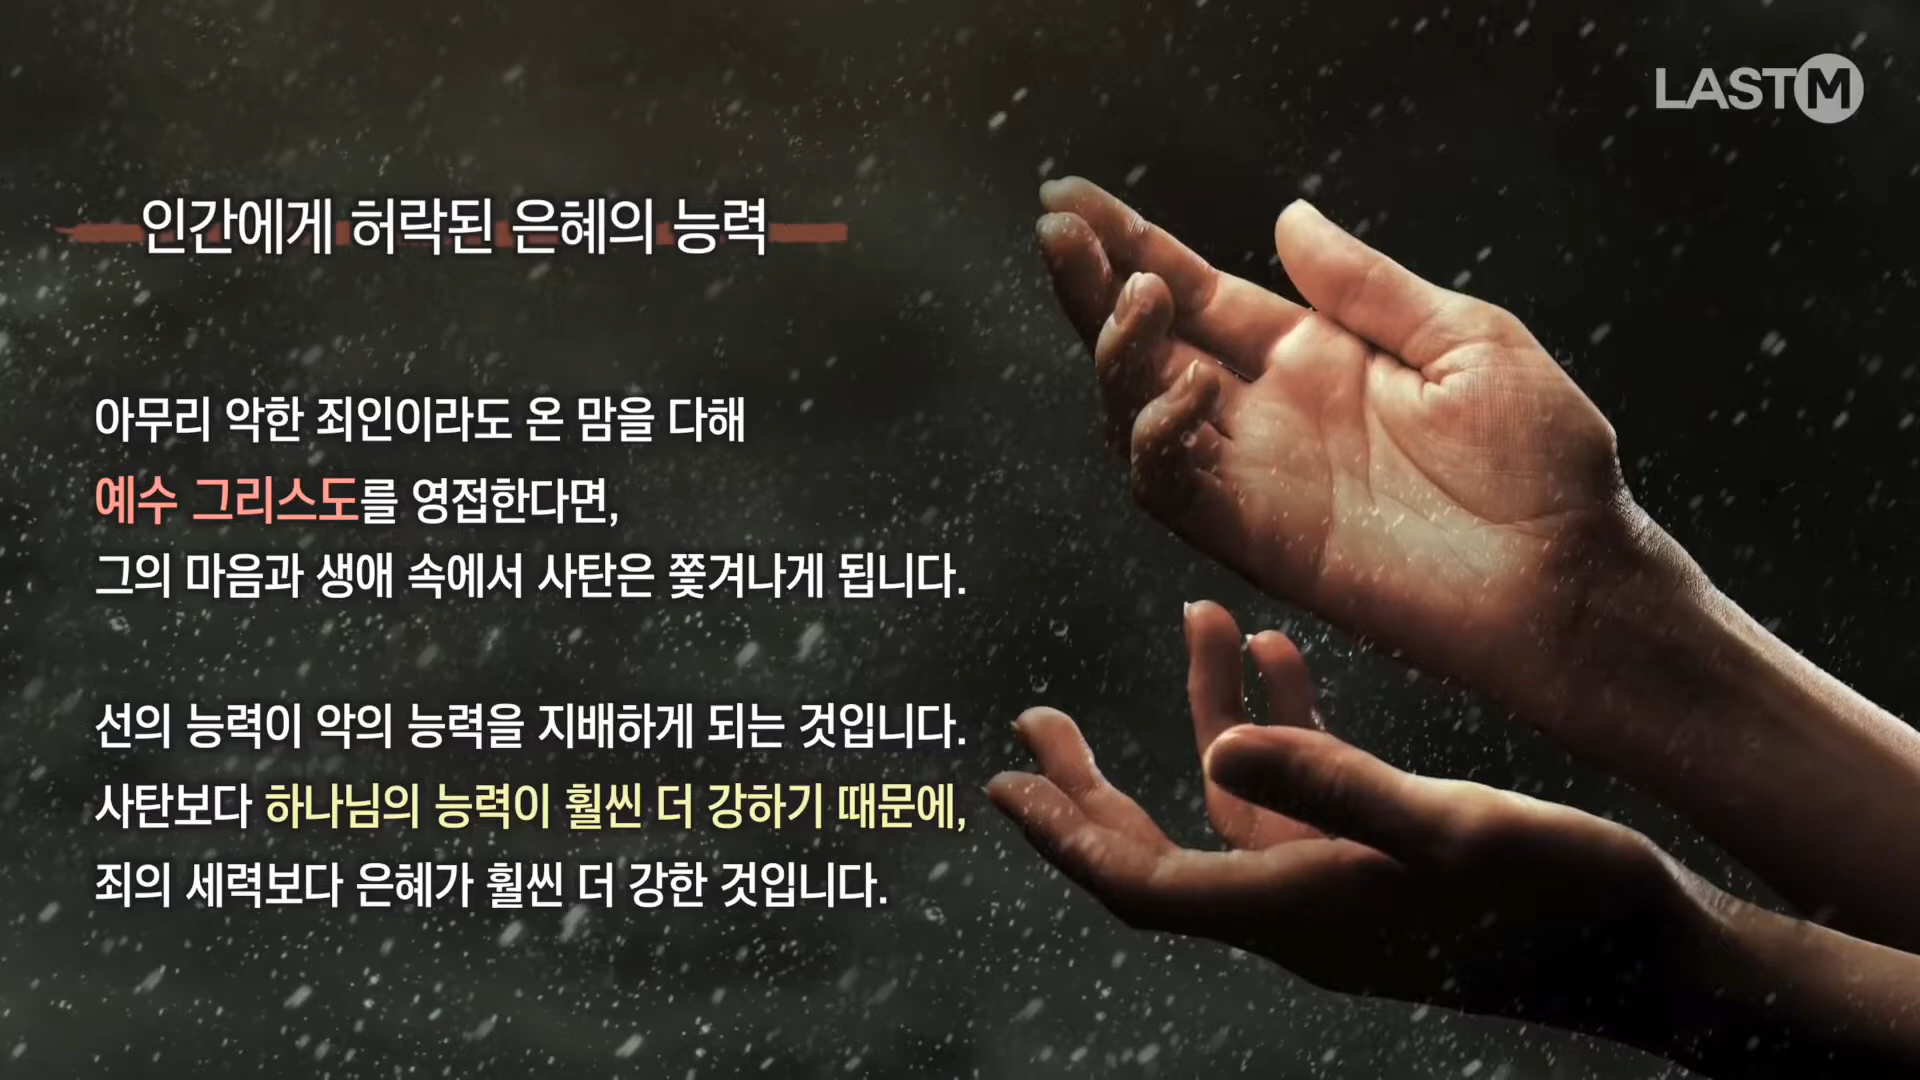 LAST M
인간에게 허락된 은혜의 능력
아무리 악한 죄인이라도 온 맘을 다해
예수 그리스도를 영접한다면,
그의 마음과 생애 속에서 사탄은 쫓겨나게 됩니다.
선의 능력이 악의 능력을 지배하게 되는 것입니다.
사탄보다 하나님의 능력이 훨씬 더 강하기 때문에,
죄의 세력보다 은혜가 훨씬 더 강한 것입니다.